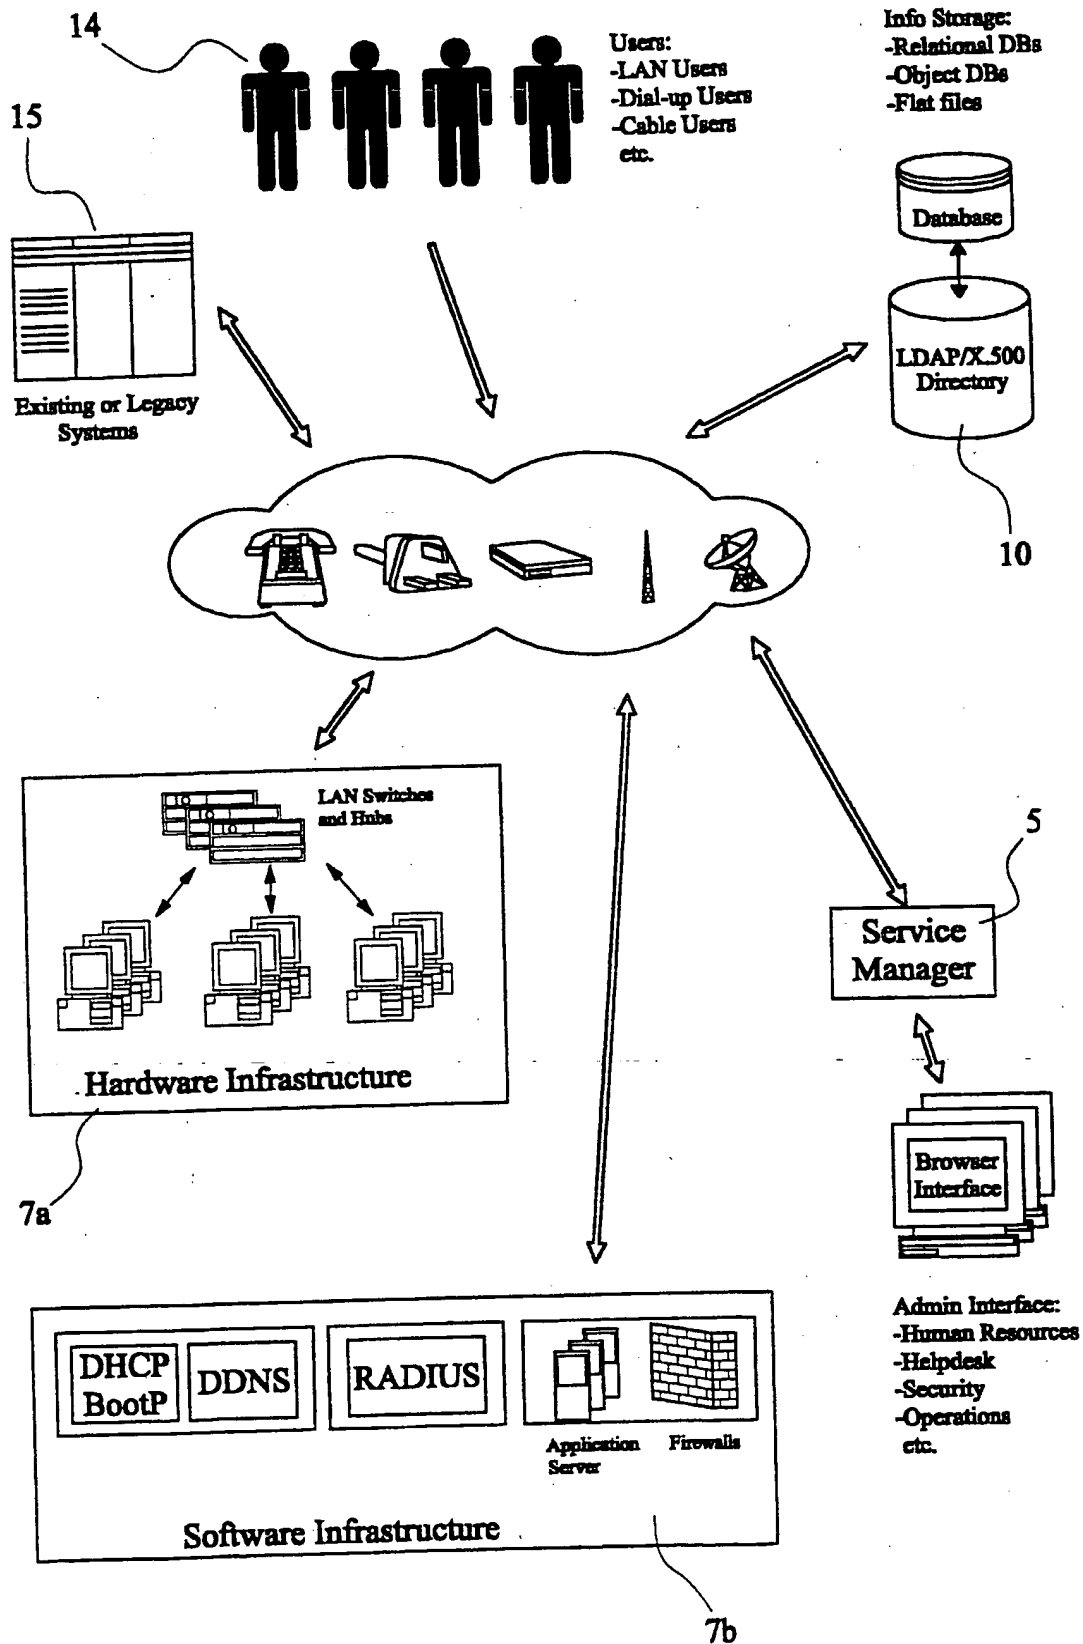 14
Users:
-LAN Users
-Dial-up Users
-Cable Users
etc.
Info Storage:
-Relational DBs
-Object DBs
-Flat files
15
Database
LDAP/X.500
Directory
Existing or Legacy
Systems
10
LAN Switches
and Hubs
5
Service
Manager
Hardware Infrastructure
7a
Browser
Interface
Admin Interface:
-Human Resources
-Helpdesk
-Security
-Operations
etc.
DHCP
BootP
DDNS
RADIUS
Application
Server
Firewalls
Software Infrastructure
7b